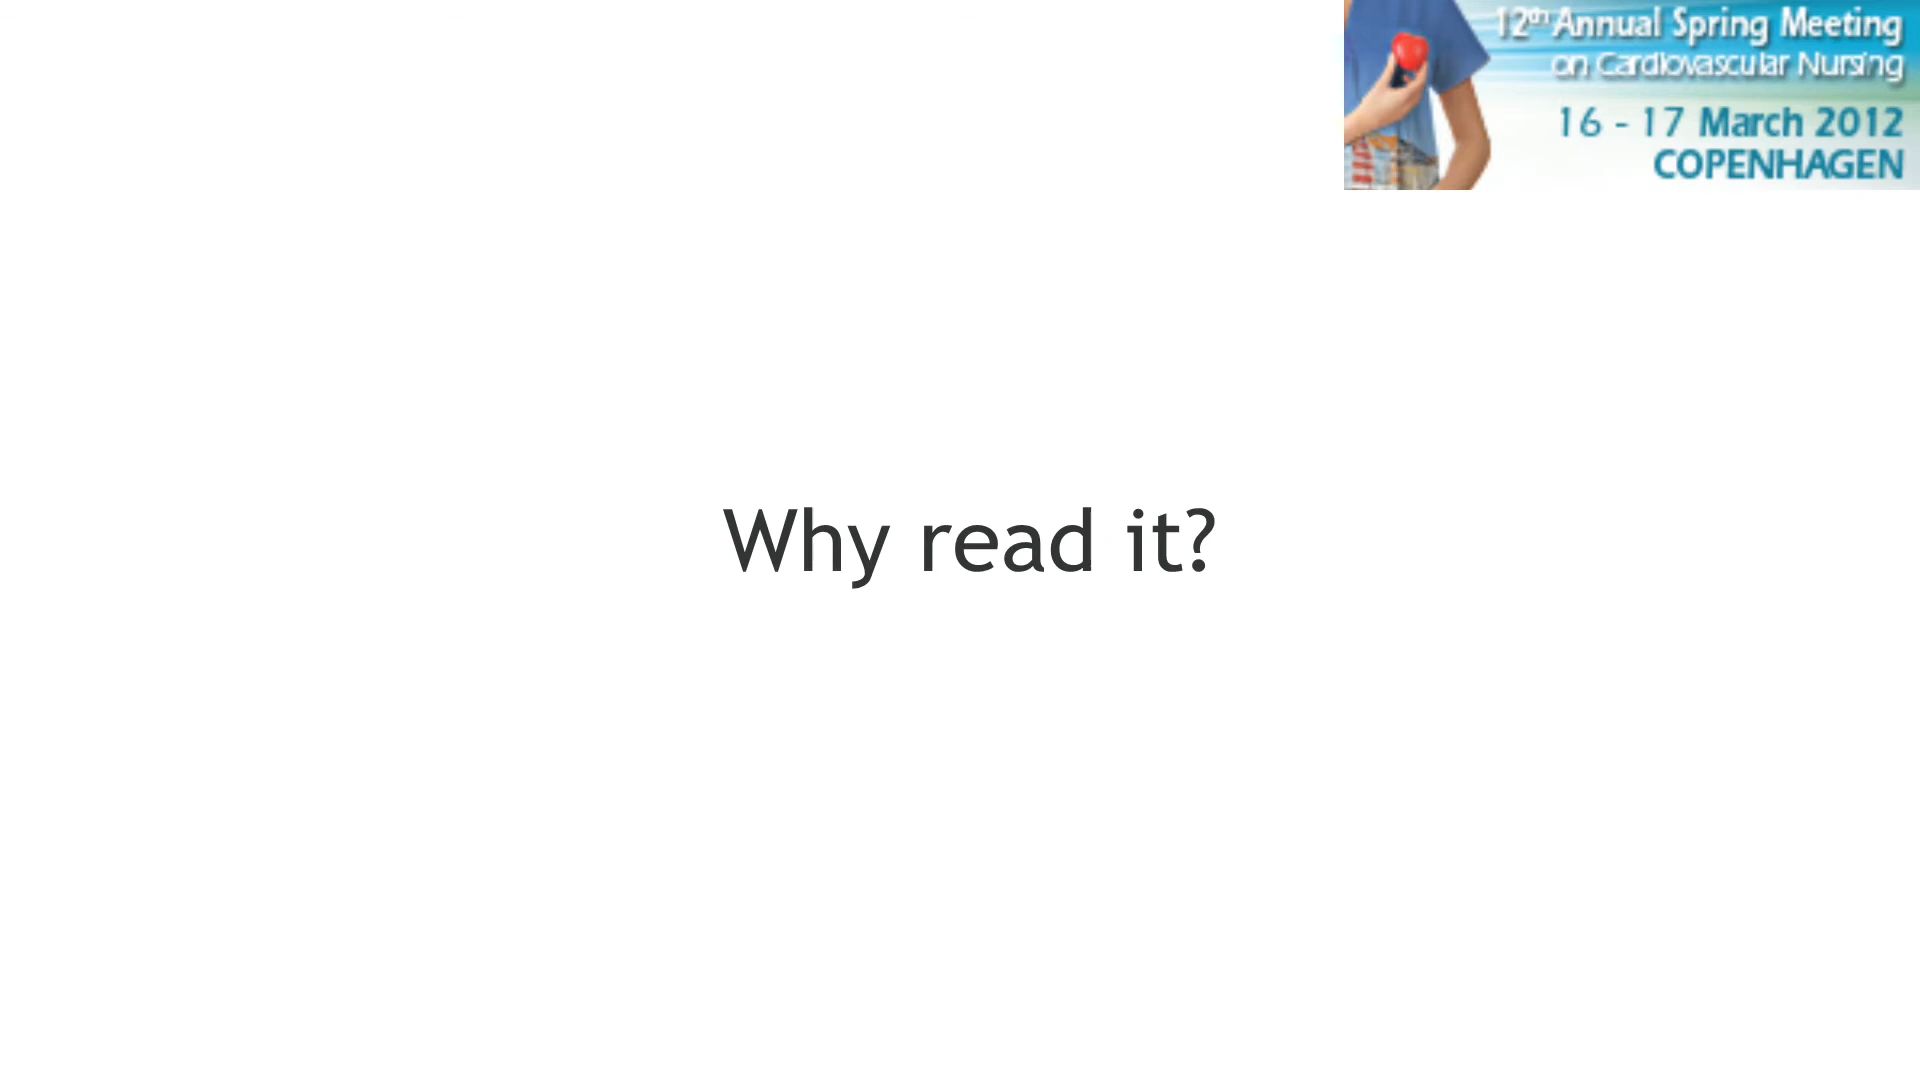 12th Annual Spring Meeting
on Cardiovascular Nursing
16 - 17 March 2012
COPENHAGEN
Why read it?